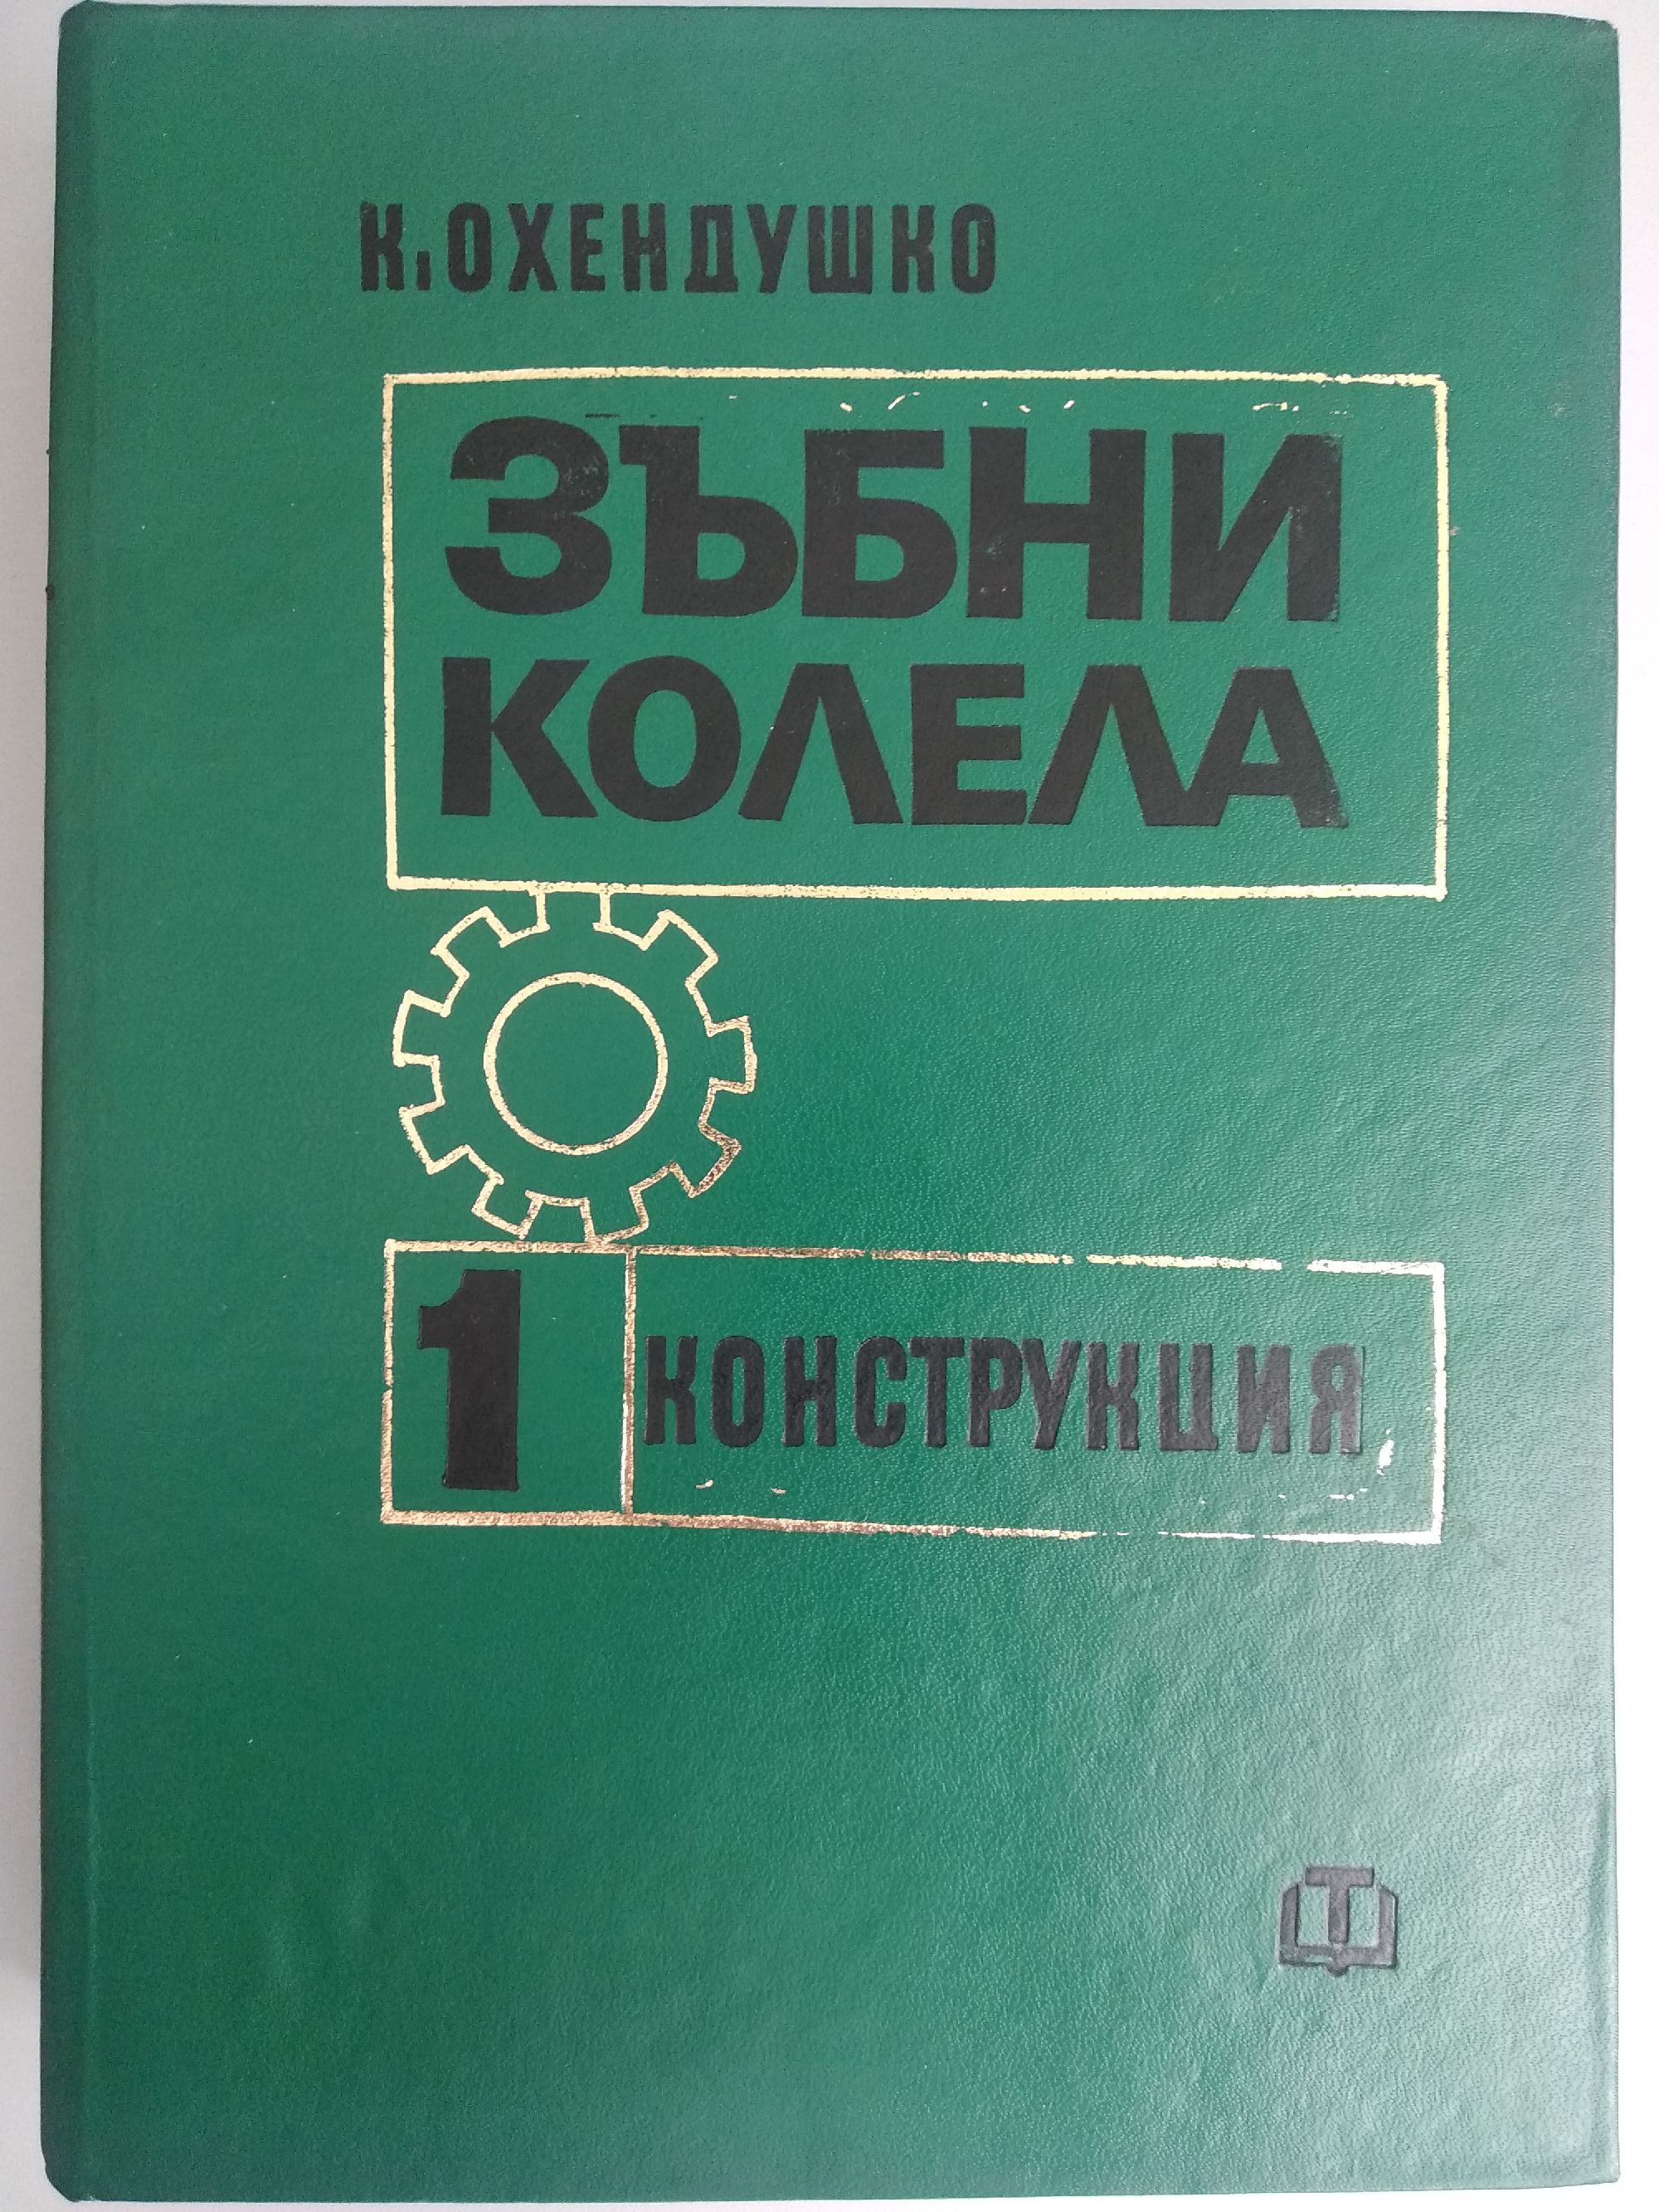 К. ОХЕНДУШКО
ЗЪБНИ
КОЛЕЛА
1 КОНСТРУКЦИЯ
Т